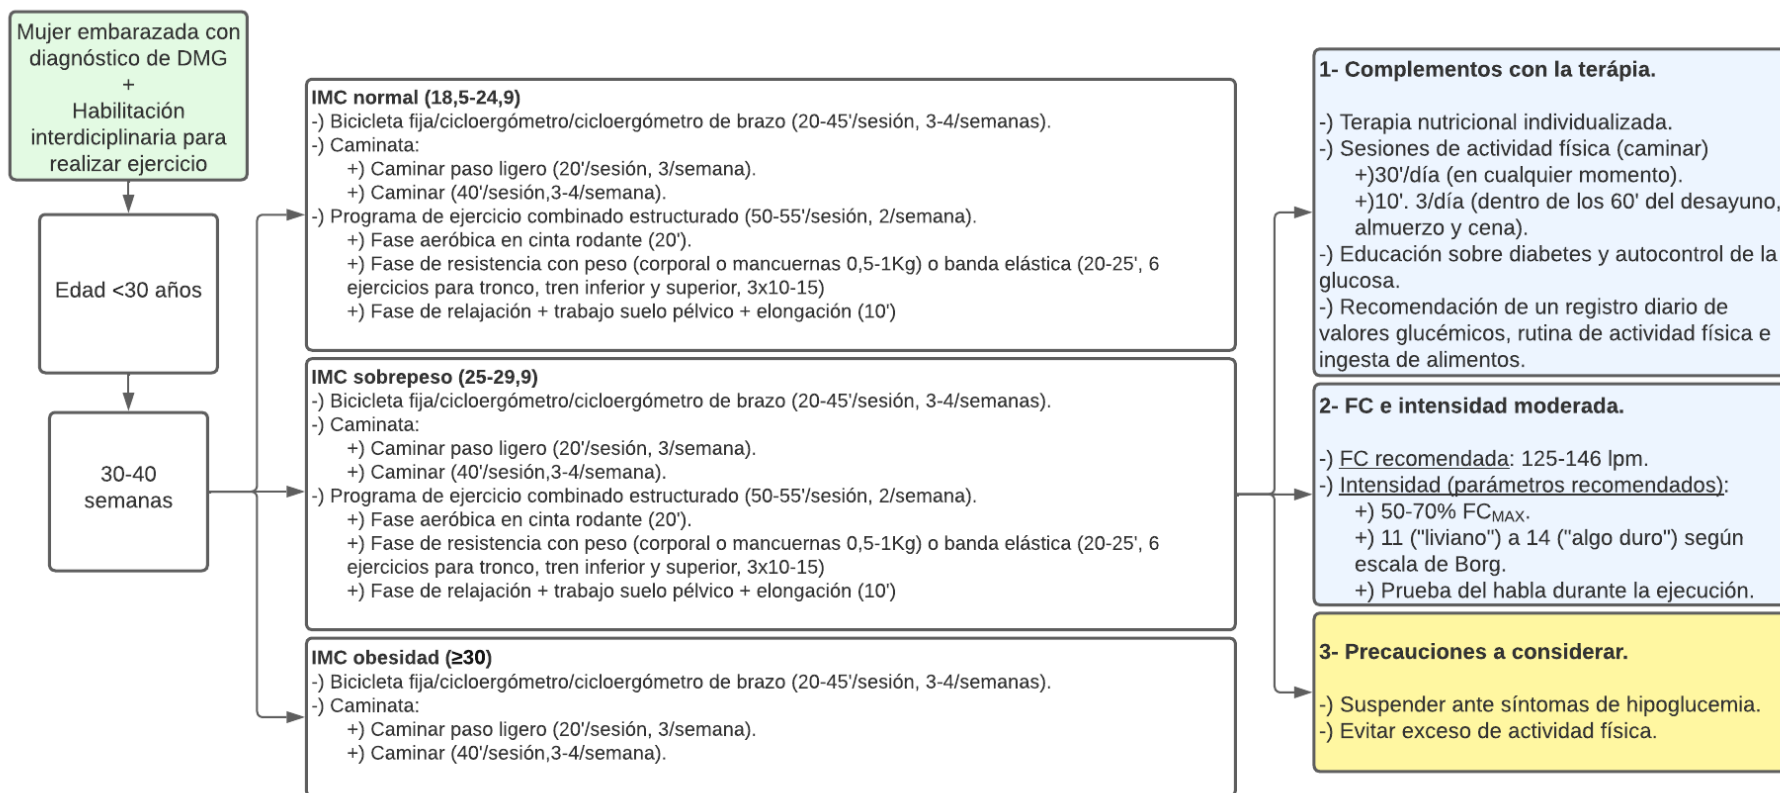 Mujer embarazada con
diagnóstico de DMG
+
Habilitación
interdiciplinaria para
realizar ejercicio
Edad <30 años
30-40
semanas
IMC normal (18,5-24,9)
-) Bicicleta fija/cicloergómetro/cicloergómetro de brazo (20-45'/sesión, 3-4/semanas).
-) Caminata:
+) Caminar paso ligero (20'/sesión, 3/semana).
+) Caminar (40'/sesión,3-4/semana).
-) Programa de ejercicio combinado estructurado (50-55'/sesión, 2/semana).
+) Fase aeróbica en cinta rodante (20').
+) Fase de resistencia con peso (corporal o mancuernas 0,5-1Kg) o banda elástica (20-25', 6
ejercicios para tronco, tren inferior y superior, 3x10-15)
+) Fase de relajación + trabajo suelo pélvico + elongación (10')
IMC sobrepeso (25-29,9)
-) Bicicleta fija/cicloergómetro/cicloergómetro de brazo (20-45'/sesión, 3-4/semanas).
-) Caminata:
+) Caminar paso ligero (20'/sesión, 3/semana).
+) Caminar (40'/sesión,3-4/semana).
-) Programa de ejercicio combinado estructurado (50-55'/sesión, 2/semana).
+) Fase aeróbica en cinta rodante (20').
+) Fase de resistencia con peso (corporal o mancuernas 0,5-1Kg) o banda elástica (20-25', 6
ejercicios para tronco, tren inferior y superior, 3x10-15)
+) Fase de relajación + trabajo suelo pélvico + elongación (10')
IMC obesidad (≥30)
-) Bicicleta fija/cicloergómetro/cicloergómetro de brazo (20-45'/sesión, 3-4/semanas).
-) Caminata:
+) Caminar paso ligero (20'/sesión, 3/semana).
+) Caminar (40'/sesión,3-4/semana).
1- Complementos con la terápia.
-) Terapia nutricional individualizada.
-) Sesiones de actividad física (caminar)
+)30'/día (en cualquier momento).
+)10'. 3/día (dentro de los 60' del desayuno,
almuerzo y cena).
-) Educación sobre diabetes y autocontrol de la
glucosa.
-) Recomendación de un registro diario de
valores glucémicos, rutina de actividad física e
ingesta de alimentos.
2- FC e intensidad moderada.
-) FC recomendada: 125-146 lpm.
-) Intensidad (parámetros recomendados):
+) 50-70% FCMAX.
+) 11 ("liviano") a 14 ("algo duro") según
escala de Borg.
+) Prueba del habla durante la ejecución.
3- Precauciones a considerar.
-) Suspender ante síntomas de hipoglucemia.
-) Evitar exceso de actividad física.